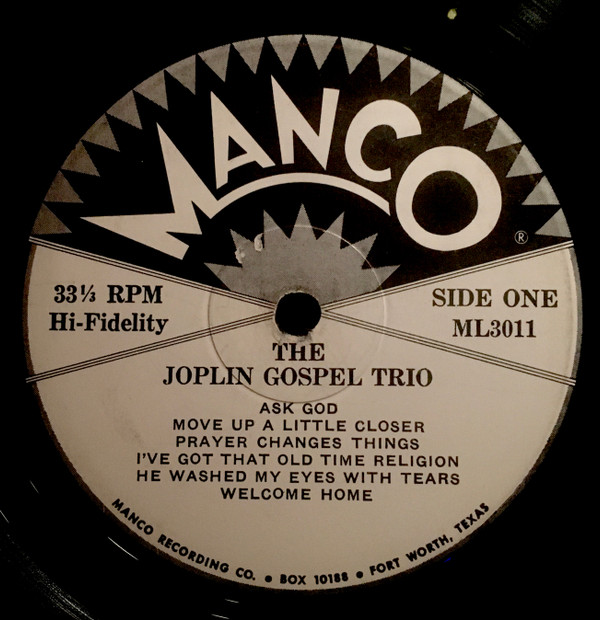 MANCO
®
33⅓ RPM
Hi-Fidelity
SIDE ONE
ML3011
THE
JOPLIN GOSPEL TRIO
ASK GOD
MOVE UP A LITTLE CLOSER
PRAYER CHANGES THINGS
I'VE GOT THAT OLD TIME RELIGION
HE WASHED MY EYES WITH TEARS
WELCOME HOME
MANCO RECORDING CO. ● BOX 10188 ● FORT WORTH, TEXAS